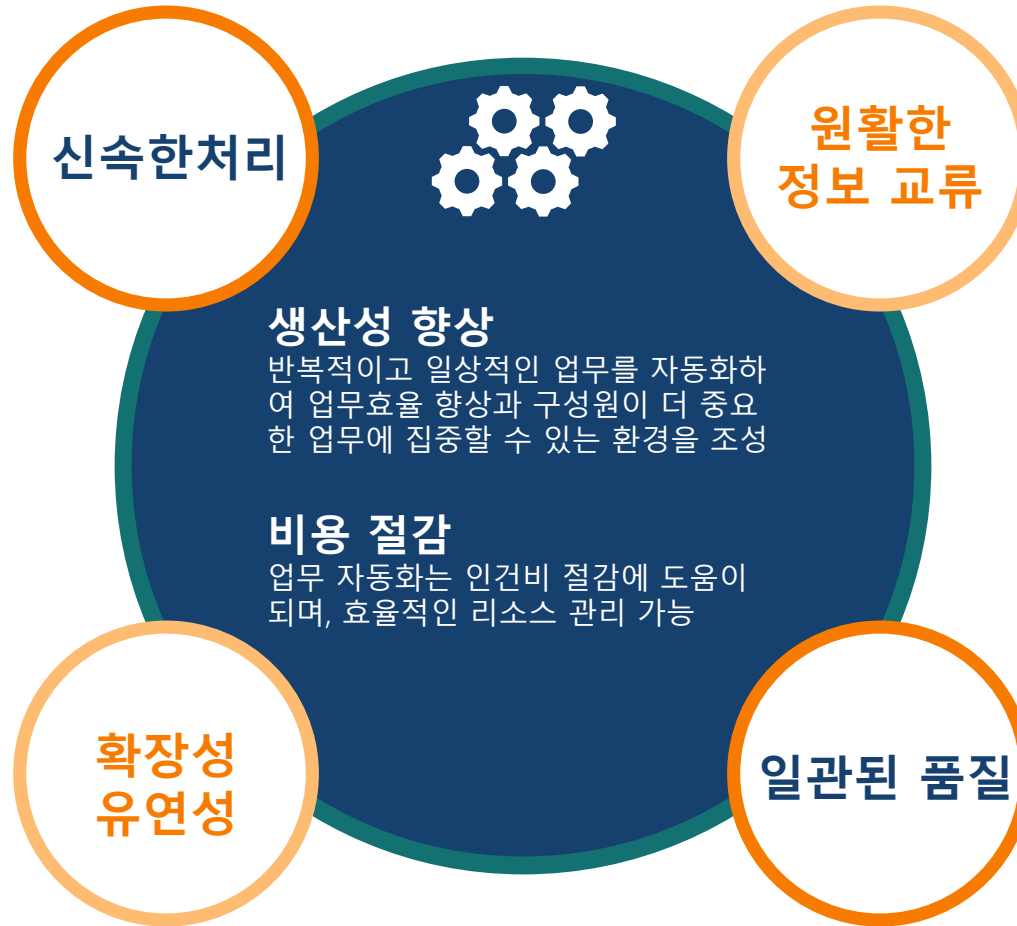 신속한처리
원활한
정보 교류
생산성 향상
반복적이고 일상적인 업무를 자동화하
여 업무효율 향상과 구성원이 더 중요
한 업무에 집중할 수 있는 환경을 조성
비용 절감
업무 자동화는 인건비 절감에 도움이
되며, 효율적인 리소스 관리 가능
확장성
유연성
일관된 품질